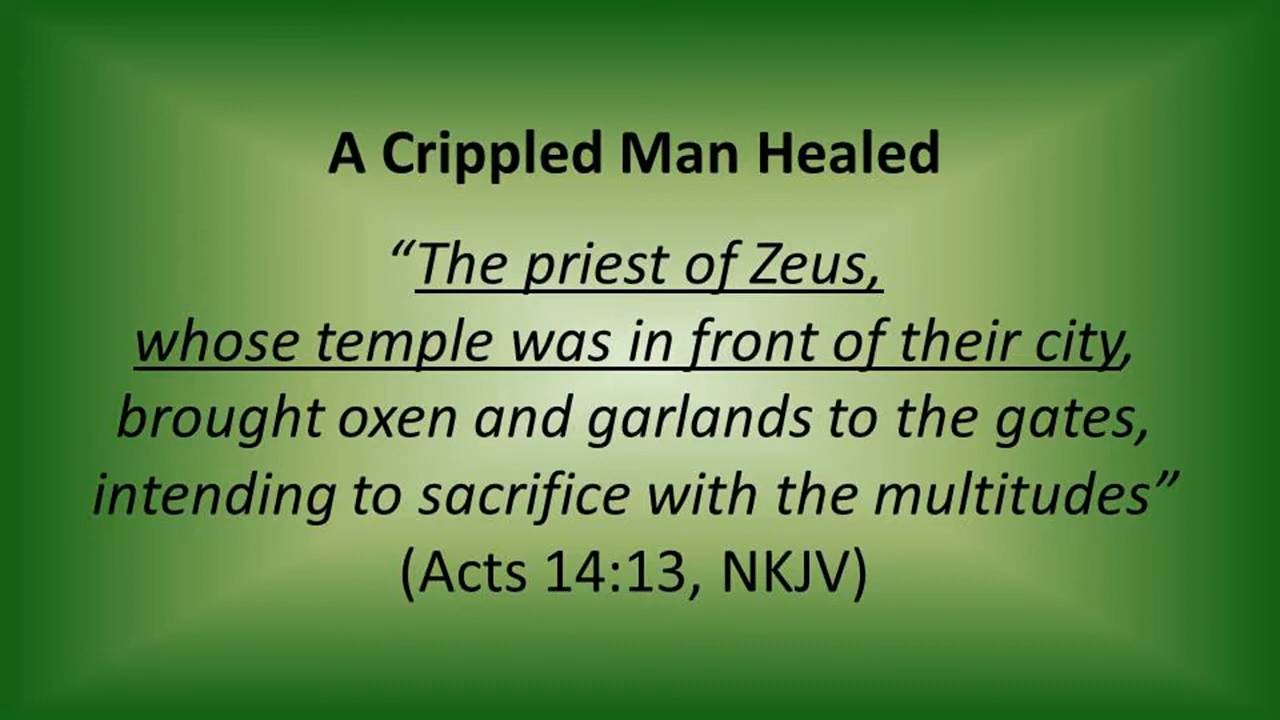 A Crippled Man Healed
“The priest of Zeus,
whose temple was in front of their city,
brought oxen and garlands to the gates,
intending to sacrifice with the multitudes”
(Acts 14:13, NKJV)